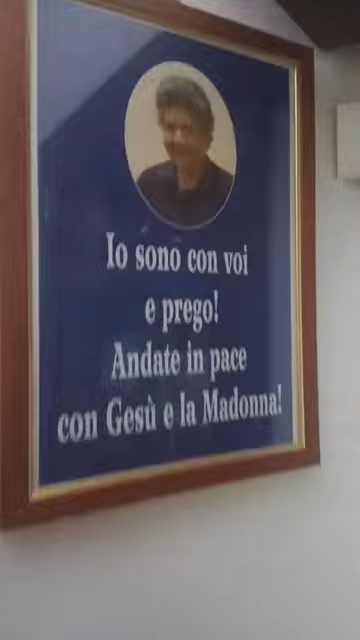 Io sono con voi
e prego!
Andate in pace
con Gesù e la Madonna!